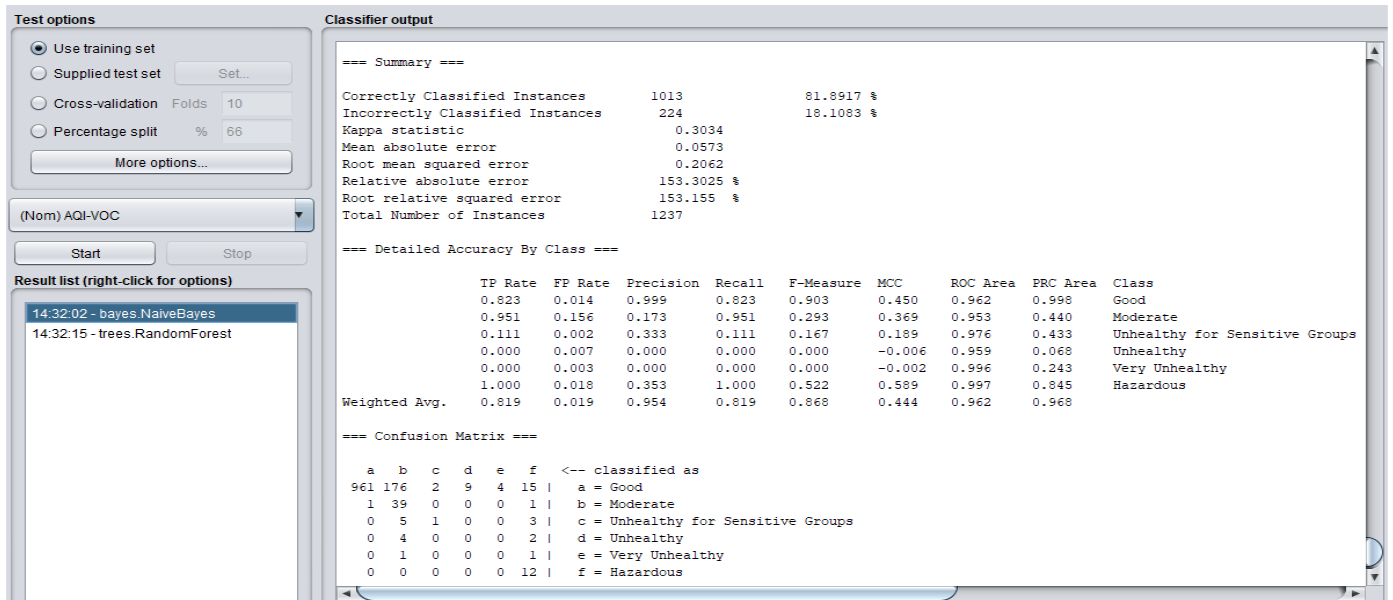 Test options
Use training set
Supplied test set Set...
Cross-validation Folds 10
Percentage split % 66
More options...
(Nom) AQI-VOC
Start Stop
Result list (right-click for options)
14:32:02 - bayes.NaiveBayes
14:32:15 - trees.RandomForest
Classifier output
=== Summary ===
Correctly Classified Instances 1013 81.8917 %
Incorrectly Classified Instances 224 18.1083 %
Kappa statistic 0.3034
Mean absolute error 0.0573
Root mean squared error 0.2062
Relative absolute error 153.3025 %
Root relative squared error 153.155 %
Total Number of Instances 1237
=== Detailed Accuracy By Class ===
TP Rate FP Rate Precision Recall F-Measure MCC ROC Area PRC Area Class
0.823 0.014 0.999 0.823 0.903 0.450 0.962 0.998 Good
0.951 0.156 0.173 0.951 0.293 0.369 0.953 0.440 Moderate
0.111 0.002 0.333 0.111 0.167 0.189 0.976 0.433 Unhealthy for Sensitive Groups
0.000 0.007 0.000 0.000 0.000 -0.006 0.959 0.068 Unhealthy
0.000 0.003 0.000 0.000 0.000 -0.002 0.996 0.243 Very Unhealthy
1.000 0.018 0.353 1.000 0.522 0.589 0.997 0.845 Hazardous
Weighted Avg. 0.819 0.019 0.954 0.819 0.868 0.444 0.962 0.968
=== Confusion Matrix ===
a b c d e f <-- classified as
961 176 2 9 4 15 | a = Good
1 39 0 0 0 1 | b = Moderate
0 5 1 0 0 3 | c = Unhealthy for Sensitive Groups
0 4 0 0 0 2 | d = Unhealthy
0 1 0 0 0 1 | e = Very Unhealthy
0 0 0 0 0 12 | f = Hazardous